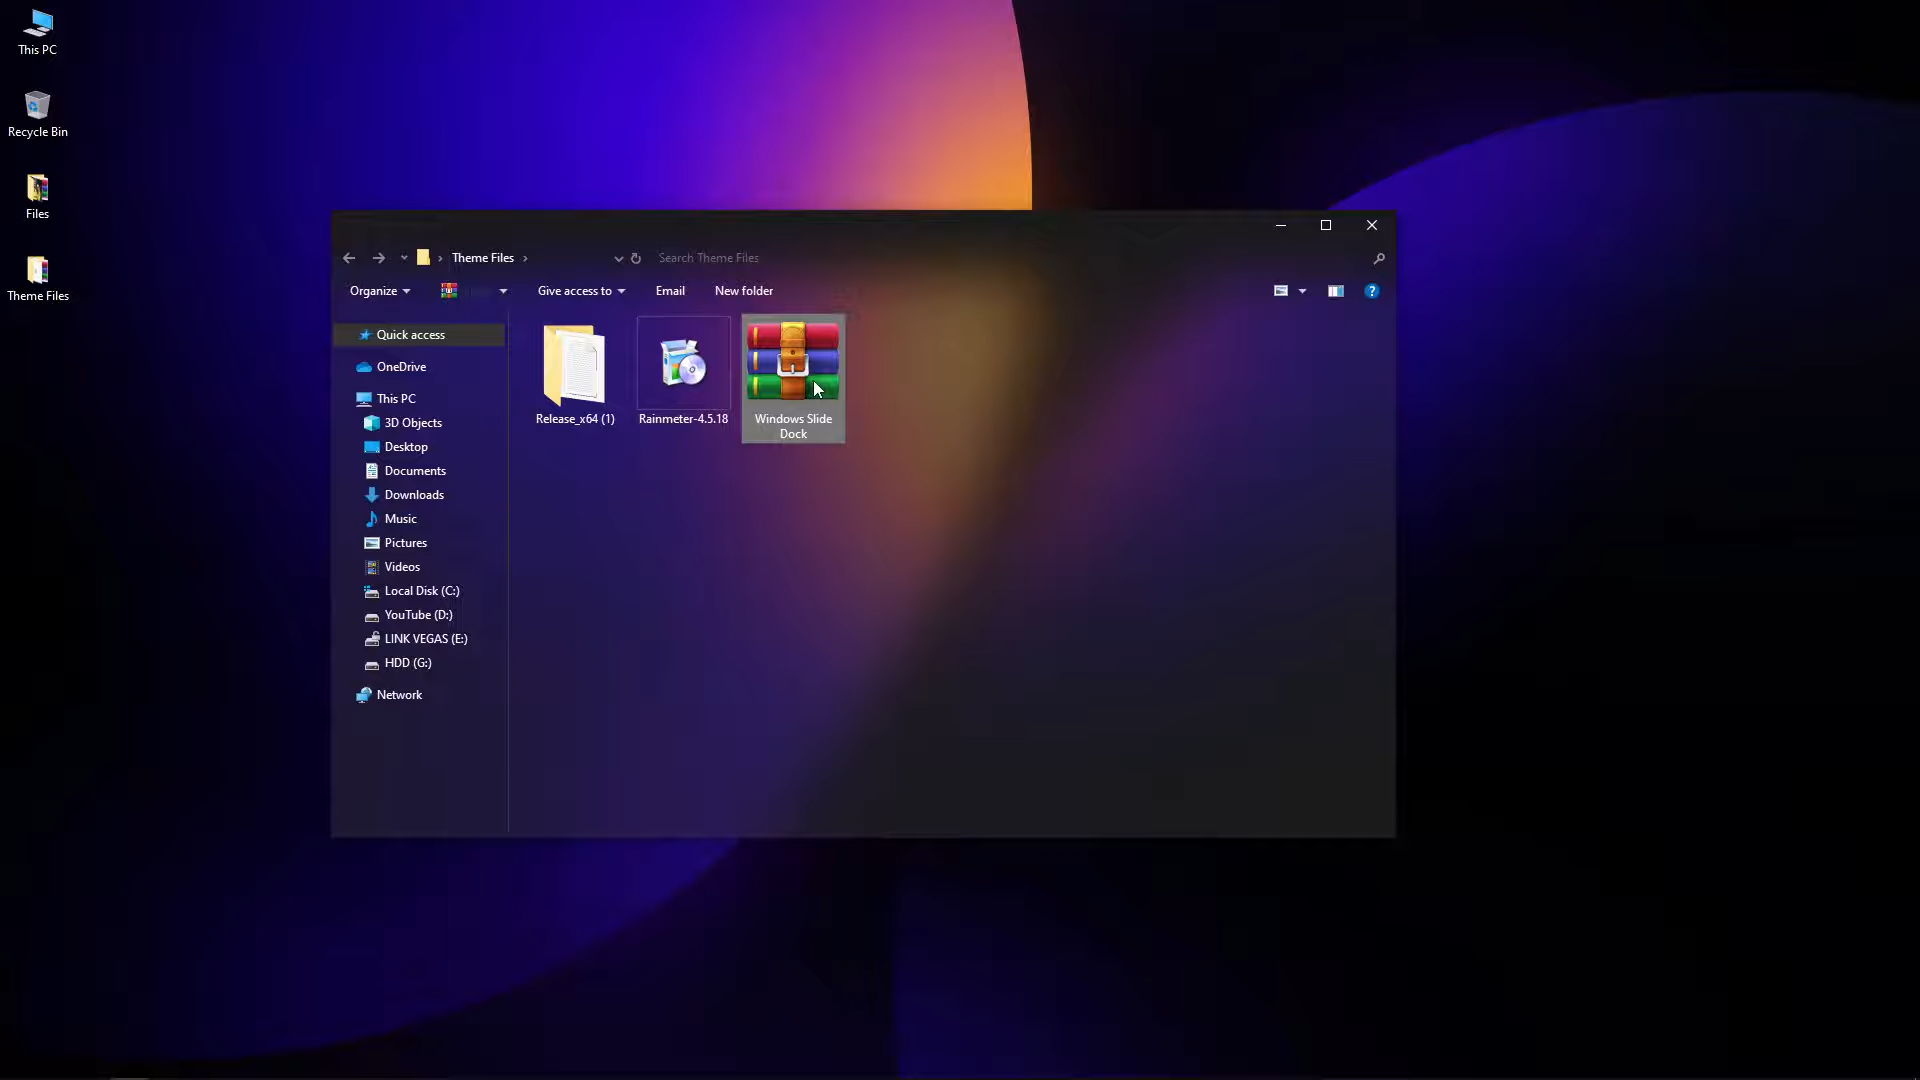 This PC
Recycle Bin
Files
Theme Files
Theme Files
Search Theme Files
Organize
Give access to
Email
New folder
?
Quick access
OneDrive
This PC
3D Objects
Desktop
Documents
Downloads
Music
Pictures
Videos
Local Disk (C:)
YouTube (D:)
LINK VEGAS (E:)
HDD (G:)
Network
Release_x64 (1)
Rainmeter-4.5.18
Windows Slide
Dock